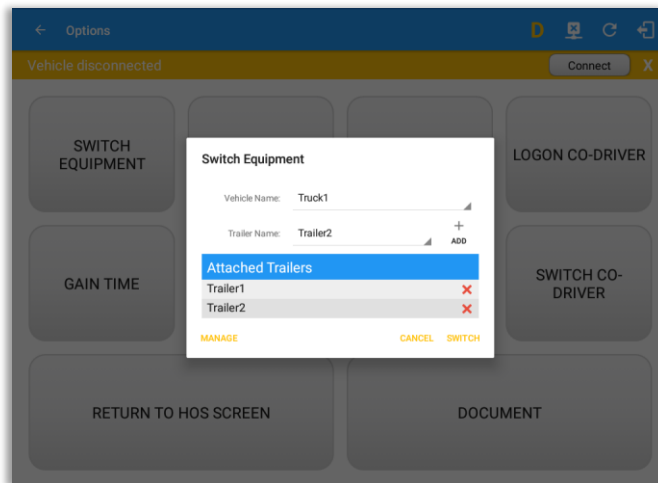 Options
D
Vehicle disconnected
Connect
X
SWITCH
EQUIPMENT
LOGON CO-DRIVER
Switch Equipment
Vehicle Name:
Truck1
Trailer Name:
Trailer2
+
ADD
Attached Trailers
Trailer1
Trailer2
MANAGE
CANCEL
SWITCH
GAIN TIME
SWITCH CO-
DRIVER
RETURN TO HOS SCREEN
DOCUMENT